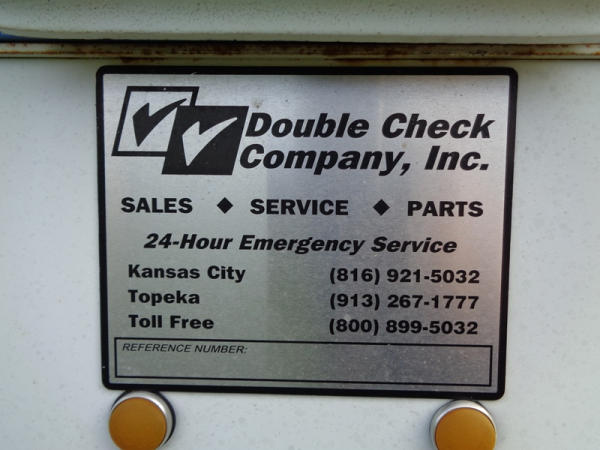 Double Check
Company, Inc.
SALES ◆ SERVICE ◆ PARTS
24-Hour Emergency Service
Kansas City (816) 921-5032
Topeka (913) 267-1777
Toll Free (800) 899-5032
REFERENCE NUMBER: